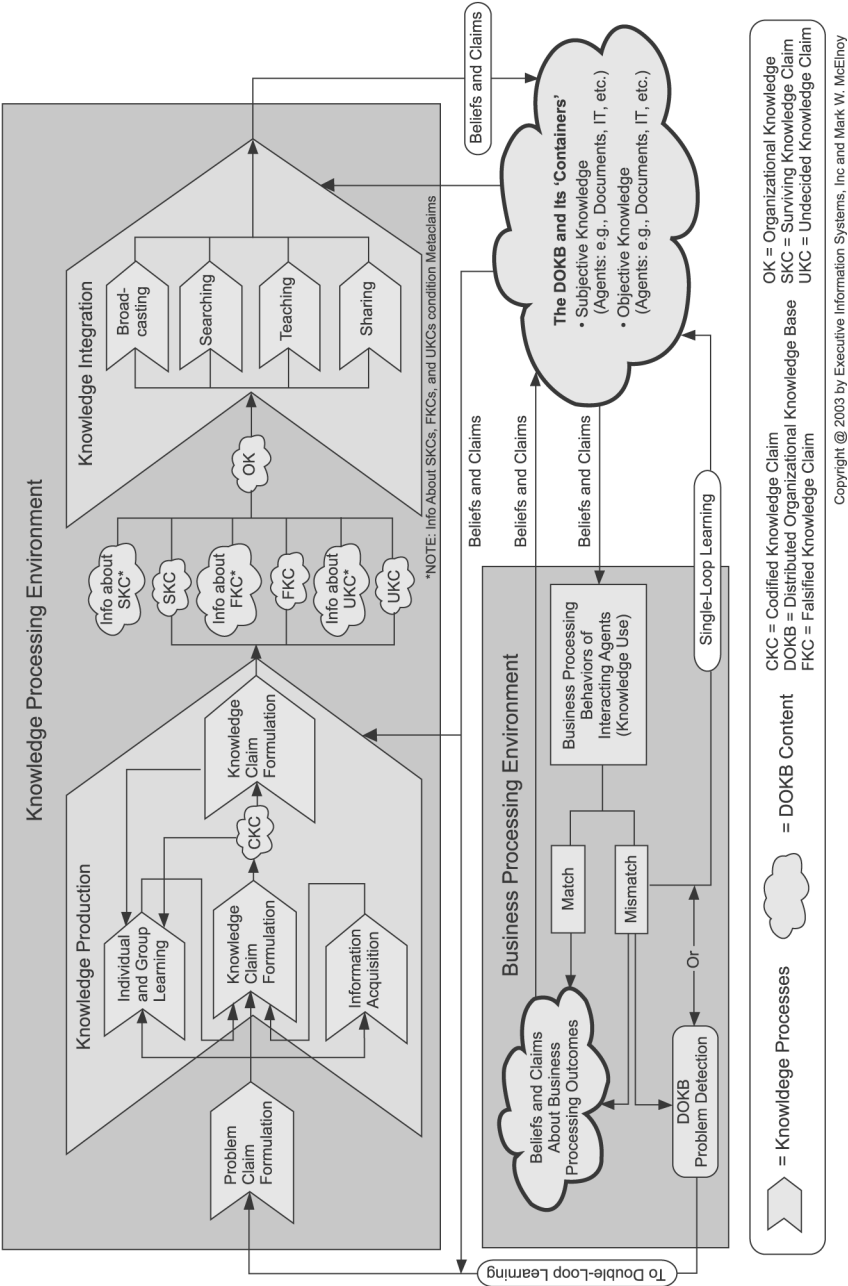 Knowledge Processing Environment
Knowledge Production
Problem
Claim
Formulation
Individual
and Group
Learning
Knowledge
Claim
Formulation
Information
Acquisition
CKC
Knowledge
Claim
Formulation
Info about
SKC*
SKC
Info about
FKC*
FKC
Info about
UKC*
UKC
OK
Knowledge Integration
Broad-
casting
Searching
Teaching
Sharing
*NOTE: Info About SKCs, FKCs, and UKCs condition Metaclaims
Beliefs and Claims
Beliefs and Claims
Beliefs and Claims
Beliefs and Claims
The DOKB and Its 'Containers'
• Subjective Knowledge
(Agents: e.g., Documents, IT, etc.)
• Objective Knowledge
(Agents: e.g., Documents, IT, etc.)
Business Processing Environment
Beliefs and Claims
About Business
Processing Outcomes
Match
Mismatch
Business Processing
Behaviors of
Interacting Agents
(Knowledge Use)
Or
DOKB
Problem Detection
Single-Loop Learning
To Double-Loop Learning
= Knowldege Processes
= DOKB Content
CKC = Codified Knowledge Claim
DOKB = Distributed Organizational Knowledge Base
FKC = Falsified Knowledge Claim
OK = Organizational Knowledge
SKC = Surviving Knowledge Claim
UKC = Undecided Knowledge Claim
Copyright @ 2003 by Executive Information Systems, Inc and Mark W. McElnoy